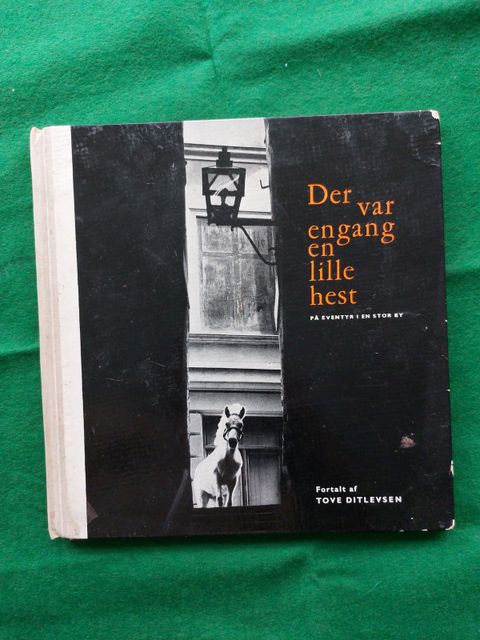 Der var
engang
en
lille
hest
PÅ EVENTYR I EN STOR BY
Fortalt af
TOVE DITLEVSEN